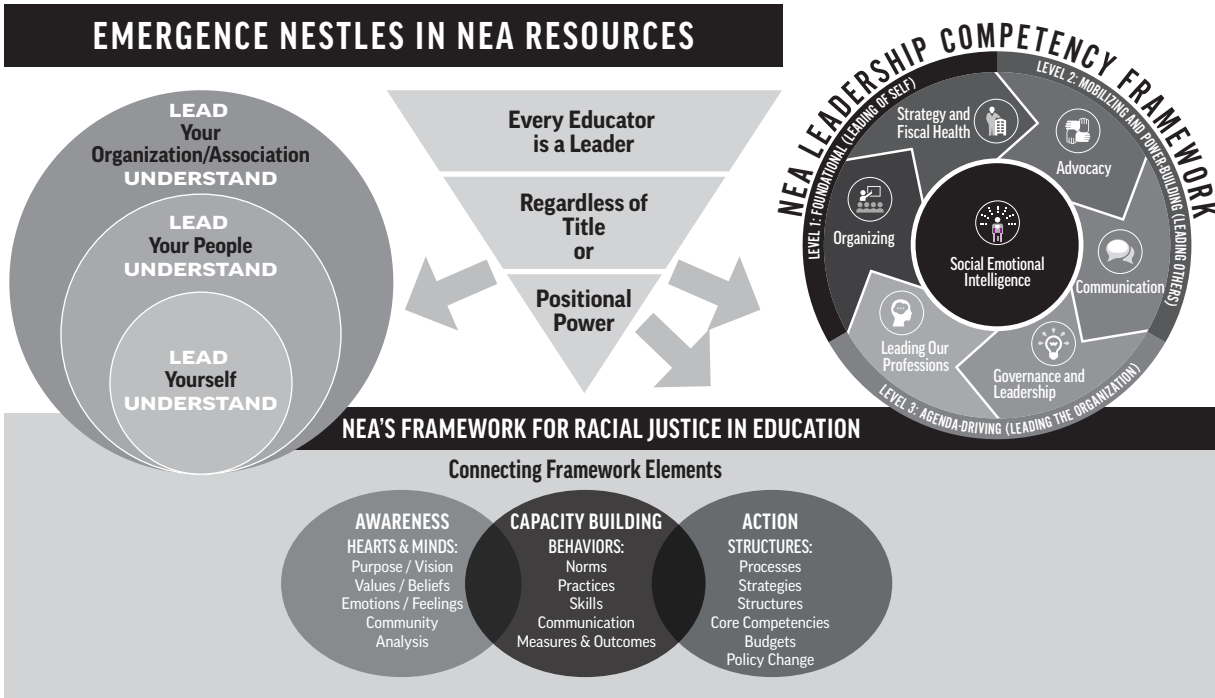 EMERGENCE NESTLES IN NEA RESOURCES
LEAD
Your
Organization/Association
UNDERSTAND
LEAD
Your People
UNDERSTAND
LEAD
Yourself
UNDERSTAND
Every Educator
is a Leader
Regardless of
Title
or
Positional
Power
NEA LEADERSHIP COMPETENCY FRAMEWORK
LEVEL 1: FOUNDATIONAL (LEADING OF SELF)
LEVEL 2: MOBILIZING AND POWER-BUILDING (LEADING OTHERS)
LEVEL 3: AGENDA-DRIVING (LEADING THE ORGANIZATION)
Strategy and
Fiscal Health
Advocacy
Organizing
Social Emotional
Intelligence
Communication
Leading Our
Professions
Governance and
Leadership
NEA'S FRAMEWORK FOR RACIAL JUSTICE IN EDUCATION
Connecting Framework Elements
AWARENESS
HEARTS & MINDS:
Purpose / Vision
Values / Beliefs
Emotions / Feelings
Community
Analysis
CAPACITY BUILDING
BEHAVIORS:
Norms
Practices
Skills
Communication
Measures & Outcomes
ACTION
STRUCTURES:
Processes
Strategies
Structures
Core Competencies
Budgets
Policy Change